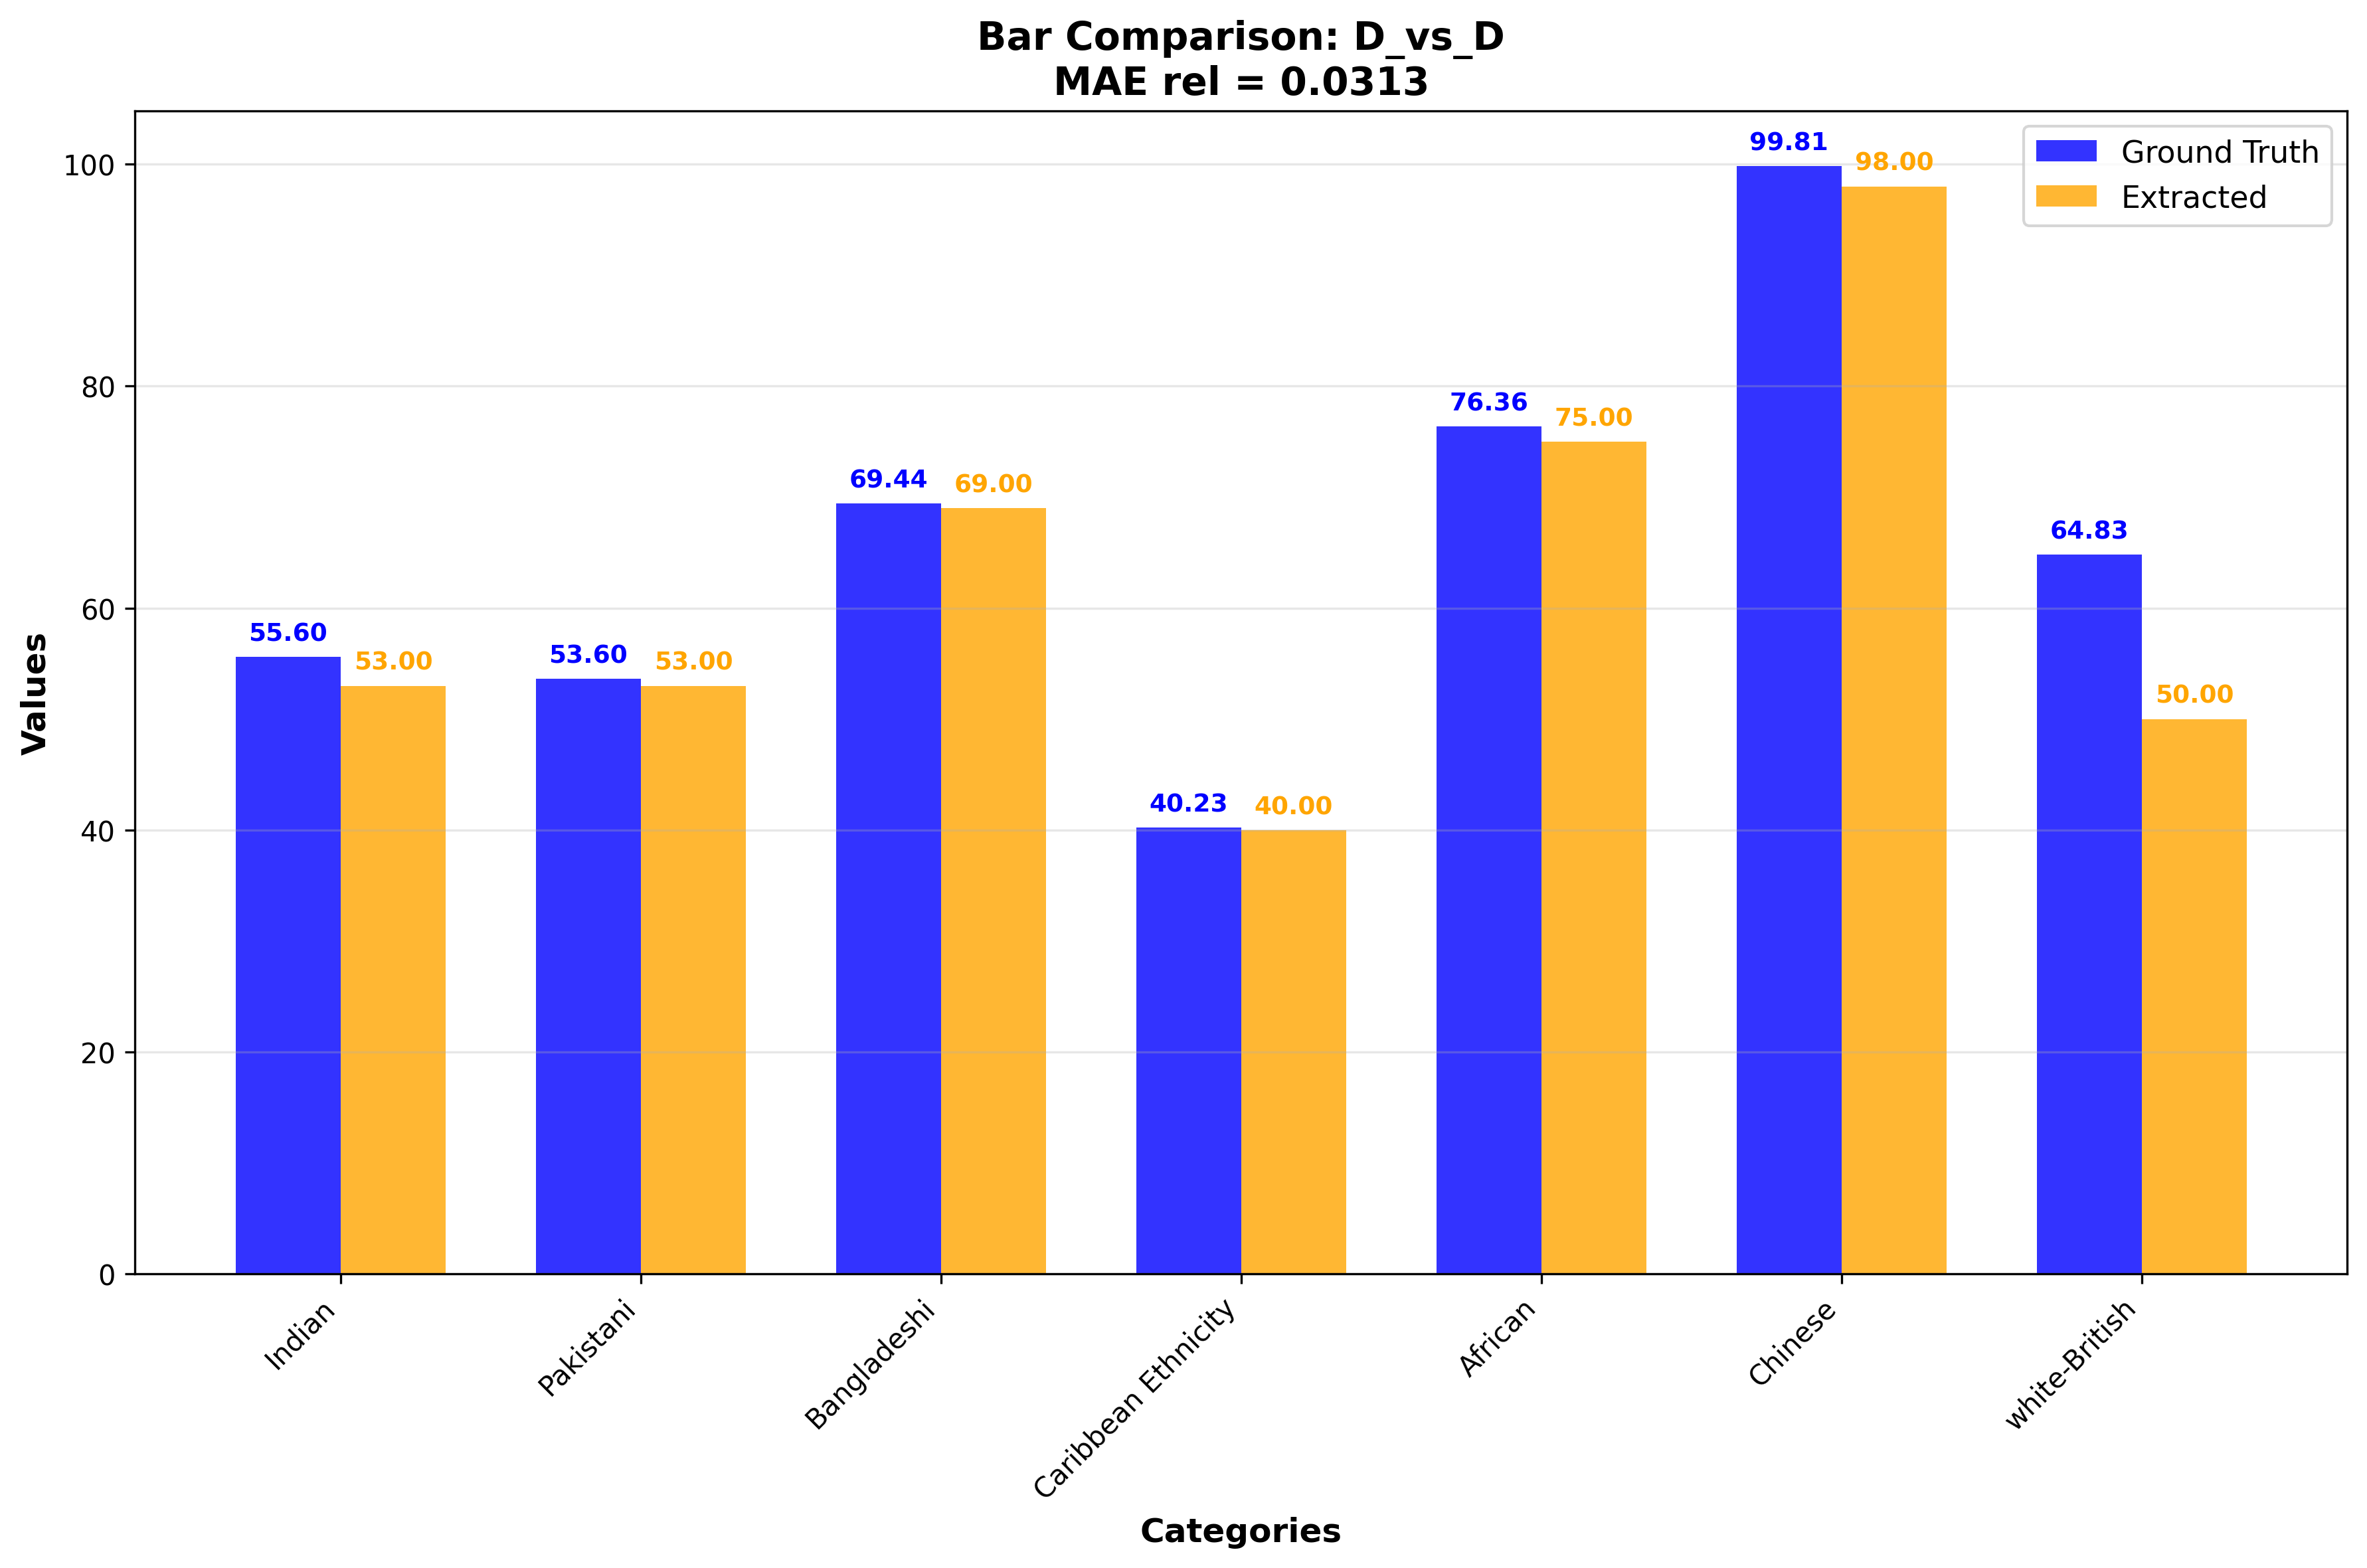 Bar Comparison: D_vs_D
MAE rel = 0.0313
Ground Truth
Extracted
Values
100
80
60
40
20
0
55.60
53.00
53.60
53.00
69.44
69.00
40.23
40.00
76.36
75.00
99.81
98.00
64.83
50.00
Indian
Pakistani
Bangladeshi
Caribbean Ethnicity
African
Chinese
white-British
Categories